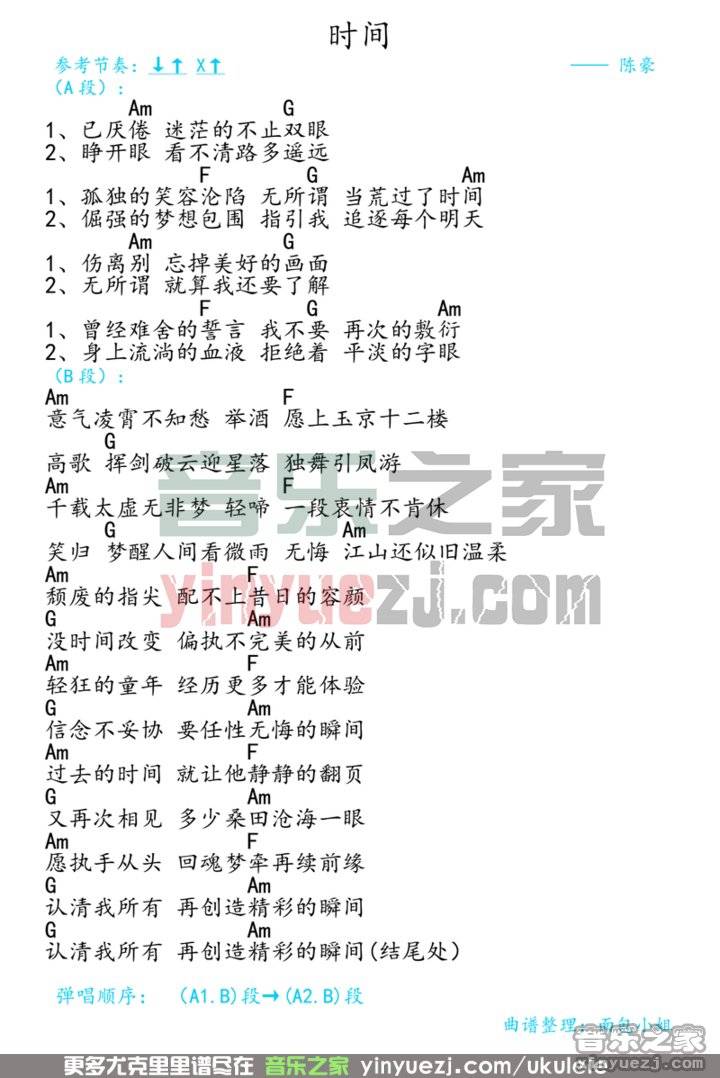 时间
参考节奏：↓↑ X↑ —— 陈豪
（A段）：
Am G
1、已厌倦 迷茫的不止双眼
2、睁开眼 看不清路多遥远
F G Am
1、孤独的笑容沦陷 无所谓 当荒过了时间
2、倔强的梦想包围 指引我 追逐每个明天
Am G
1、伤离别 忘掉美好的画面
2、无所谓 就算我还要了解
F G Am
1、曾经难舍的誓言 我不要 再次的敷衍
2、身上流淌的血液 拒绝着 平淡的字眼
（B段）：
Am F
意气凌霄不知愁 举酒 愿上玉京十二楼
G
高歌 挥剑破云迎星落 独舞引凤游
Am F
千载太虚无非梦 轻啼 一段衷情不肯休
G Am
笑归 梦醒人间看微雨 无悔 江山还似旧温柔
Am F
颓废的指尖 配不上昔日的容颜
G Am
没时间改变 偏执不完美的从前
Am F
轻狂的童年 经历更多才能体验
G Am
信念不妥协 要任性无悔的瞬间
Am F
过去的时间 就让他静静的翻页
G Am
又再次相见 多少桑田沧海一眼
Am F
愿执手从头 回魂梦牵再续前缘
G Am
认清我所有 再创造精彩的瞬间
G Am
认清我所有 再创造精彩的瞬间(结尾处）
音乐之家
yinyuezj.com
弹唱顺序： （A1.B)段→(A2.B)段
曲谱整理：面包小姐
音乐之家
更多尤克里里谱尽在 音乐之家 yinyuezj.com/ukulele